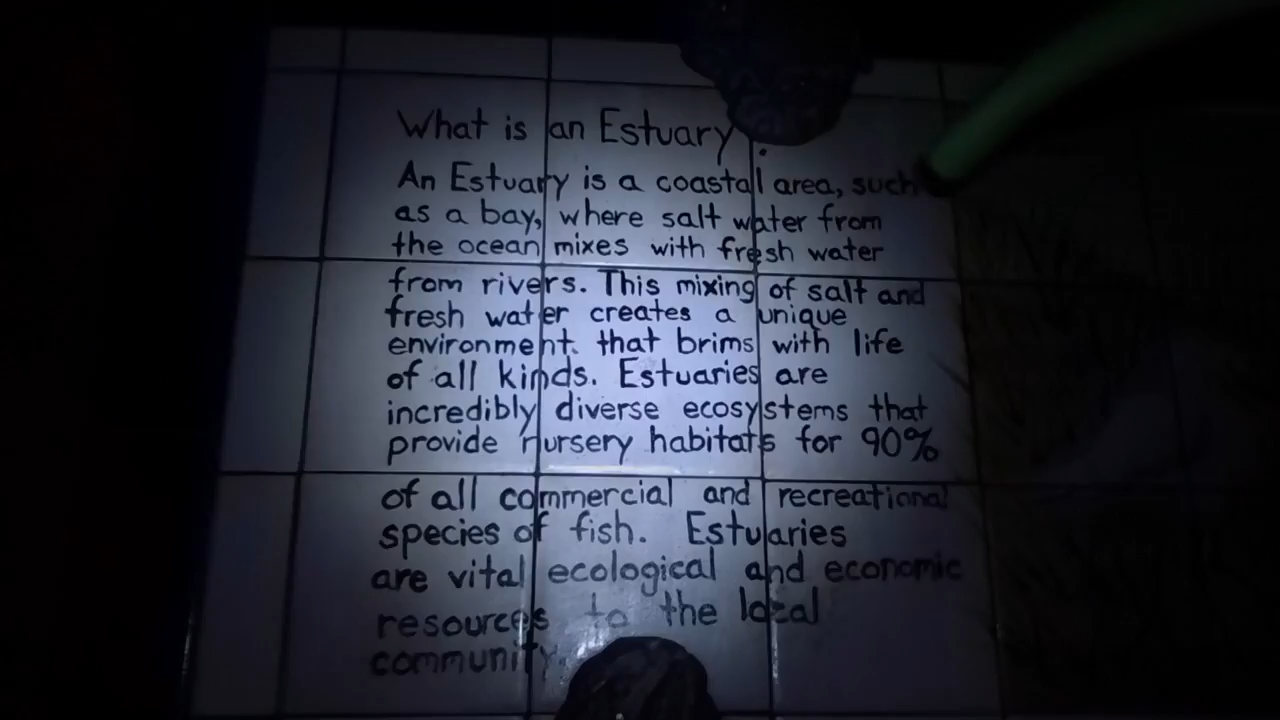 What is an Estuary.
An Estuary is a coastal area, such
as a bay, where salt water from
the ocean mixes with fresh water
from rivers. This mixing of salt and
fresh water creates a unique
environment. that brims with life
of all kinds. Estuaries are
incredibly diverse ecosystems that
provide nursery habitats for 90%
of all commercial and recreational
species of fish. Estuaries
are vital ecological and economic
resources to the local
community.